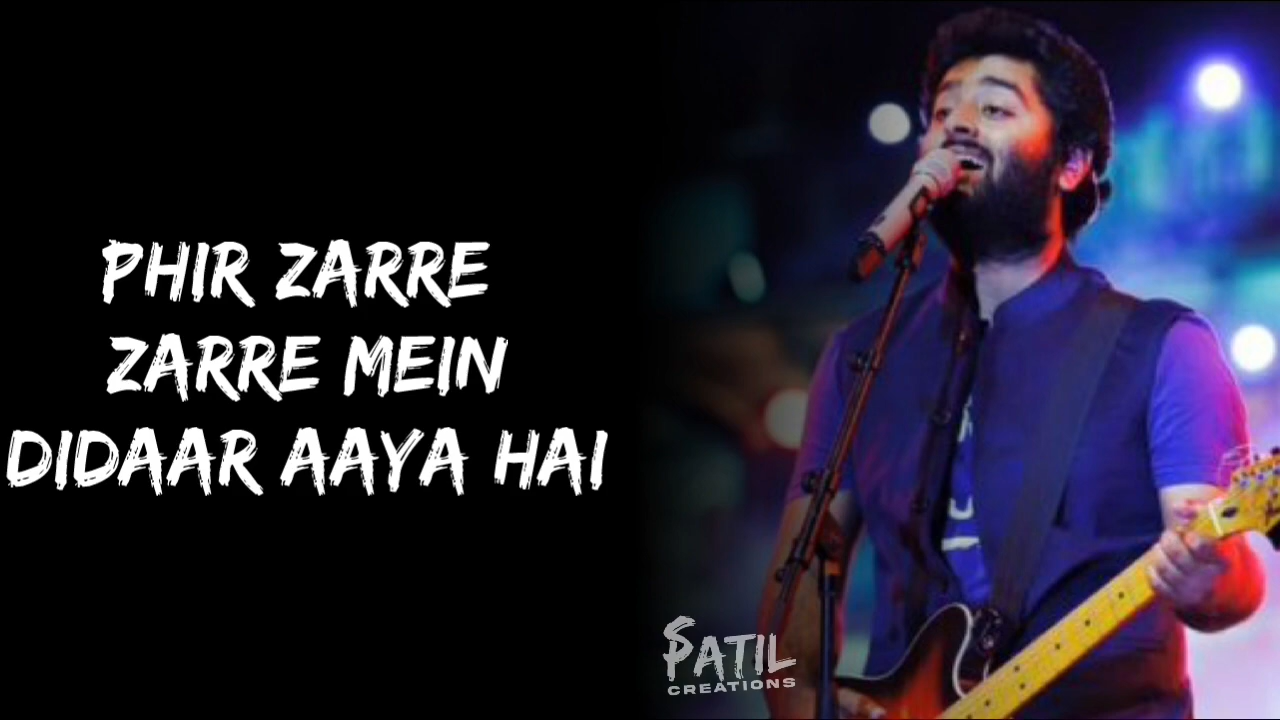 PHIR ZARRE
ZARRE MEIN
DIDAAR AAYA HAI
PATIL
CREATIONS